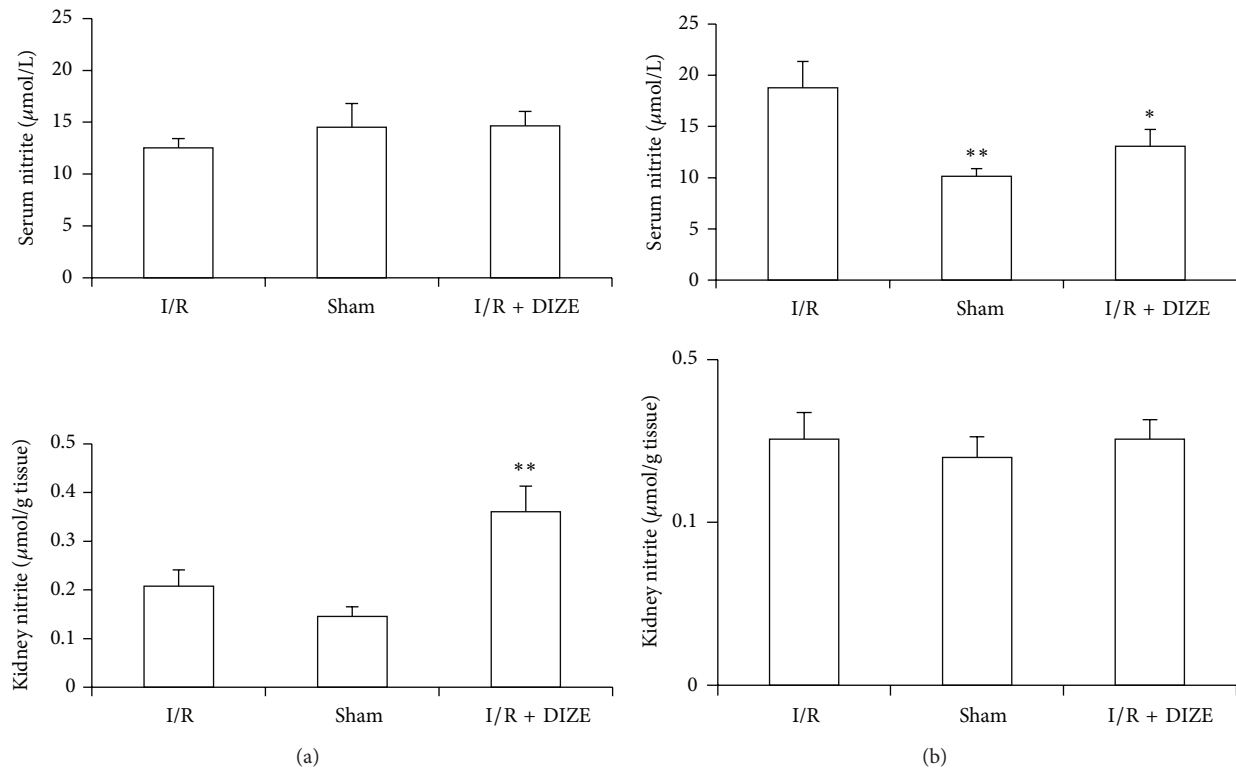 Serum nitrite (μmol/L)
25
20
15
10
5
0
I/R Sham I/R + DIZE
Serum nitrite (μmol/L)
25
20
15
10
5
0
**
*
I/R Sham I/R + DIZE
Kidney nitrite (μmol/g tissue)
0.5
0.4
0.3
0.2
0.1
0
**
I/R Sham I/R + DIZE
(a)
Kidney nitrite (μmol/g tissue)
0.5
0.1
0
I/R Sham I/R + DIZE
(b)